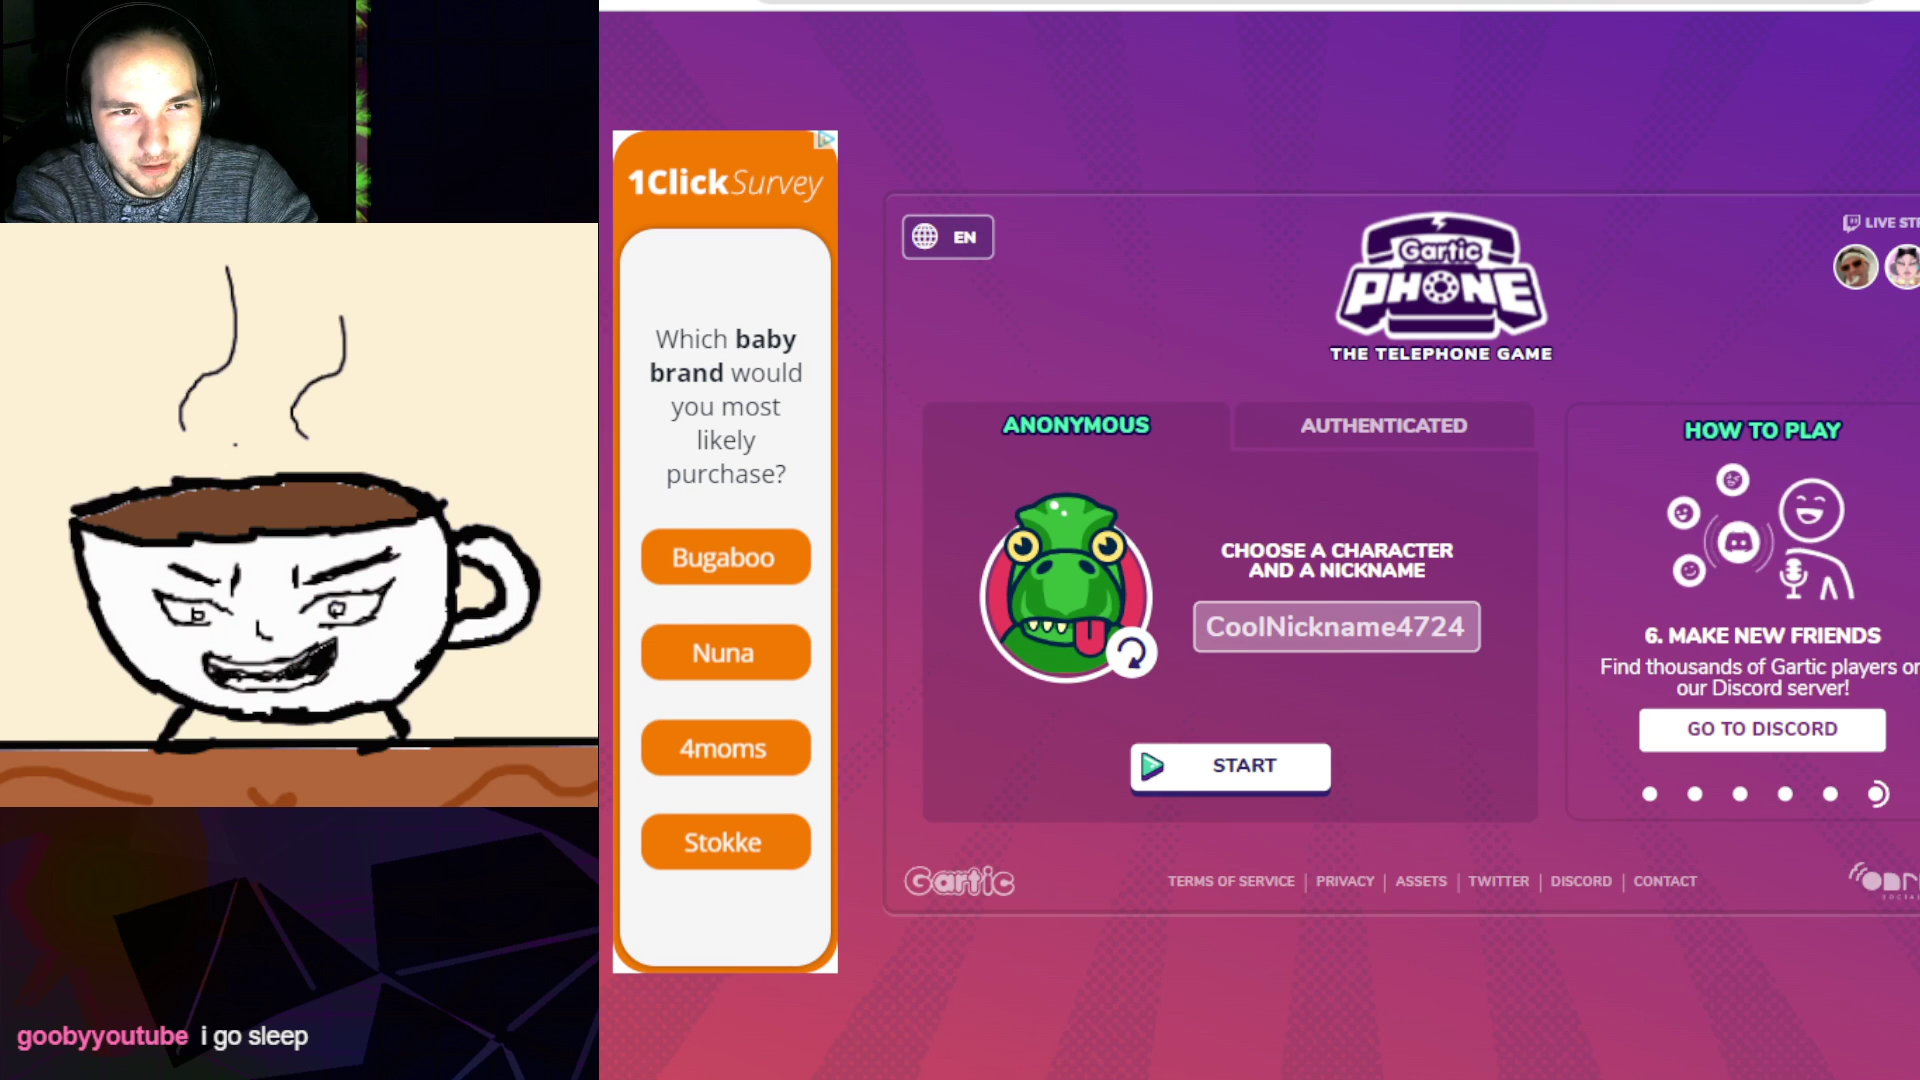 1ClickSurvey
Which baby
brand would
you most
likely
purchase?
Bugaboo
Nuna
4moms
Stokke
goobyyoutube i go sleep
EN
Gartic
PHONE
THE TELEPHONE GAME
LIVE
ANONYMOUS
AUTHENTICATED
CHOOSE A CHARACTER
AND A NICKNAME
CoolNickname4724
START
HOW TO PLAY
6. MAKE NEW FRIENDS
Find thousands of Gartic players
our Discord server!
GO TO DISCORD
Gartic
TERMS OF SERVICE | PRIVACY | ASSETS | TWITTER | DISCORD | CONTACT